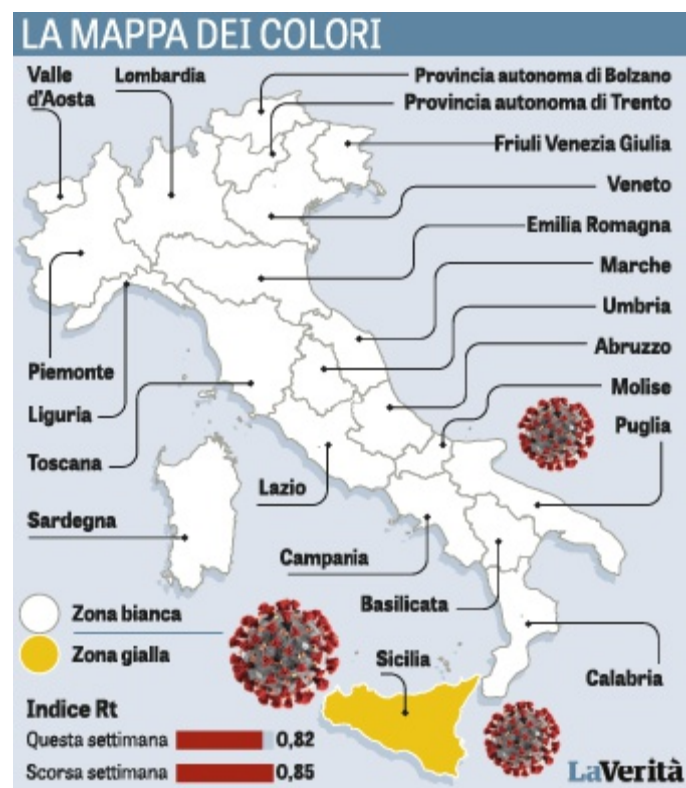 LA MAPPA DEI COLORI
Valle
d'Aosta
Lombardia
Provincia autonoma di Bolzano
Provincia autonoma di Trento
Friuli Venezia Giulia
Veneto
Emilia Romagna
Marche
Umbria
Abruzzo
Molise
Puglia
Piemonte
Liguria
Toscana
Lazio
Sardegna
Campania
Basilicata
Calabria
Sicilia
Zona bianca
Zona gialla
Indice Rt
Questa settimana 0,82
Scorsa settimana 0,85
LaVerità